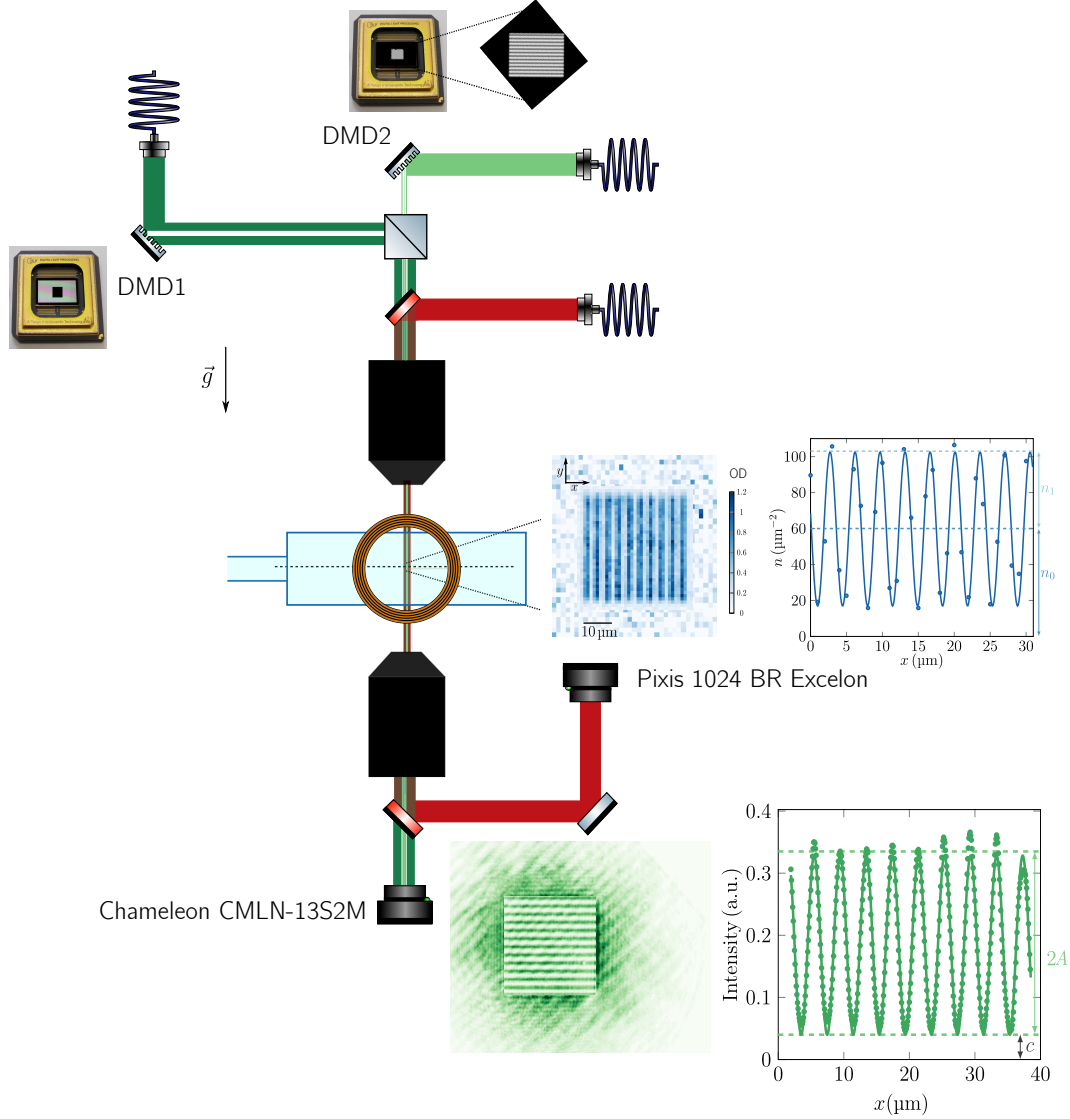 DMD2
DMD1
g
y
x
OD
1.2
1
0.8
0.6
0.4
0.2
0
10 µm
n (µm⁻²)
100
80
60
40
20
0
0 5 10 15 20 25 30
x (µm)
n₁
n₀
Pixis 1024 BR Excelon
Chameleon CMLN-13S2M
Intensity (a.u.)
0.4
0.3
0.2
0.1
0
0 10 20 30 40
x (µm)
2A
c